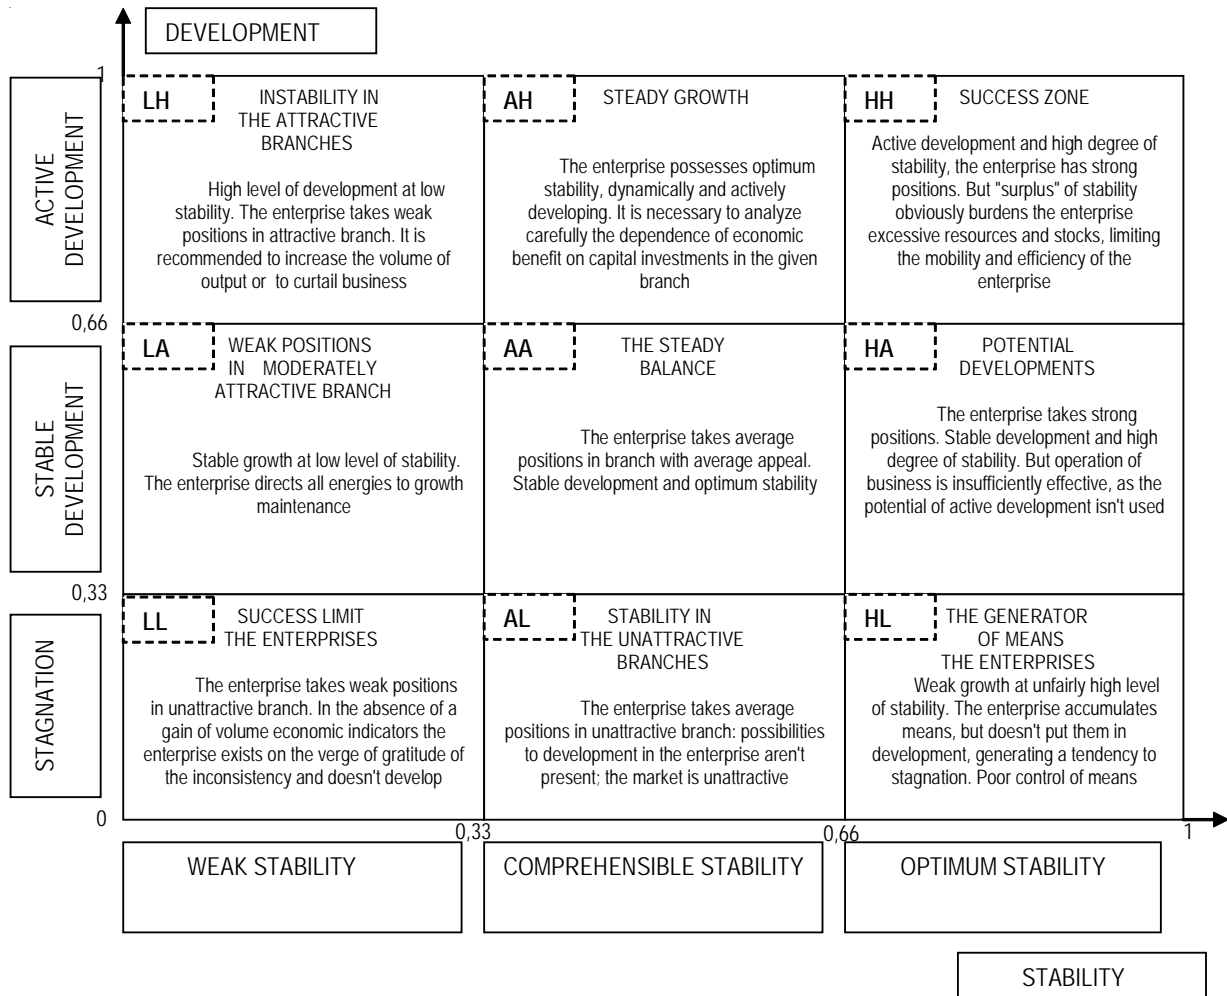 DEVELOPMENT
1
ACTIVE
DEVELOPMENT
LH
INSTABILITY IN
THE ATTRACTIVE
BRANCHES
High level of development at low
stability. The enterprise takes weak
positions in attractive branch. It is
recommended to increase the volume of
output or to curtail business
AH
STEADY GROWTH
The enterprise possesses optimum
stability, dynamically and actively
developing. It is necessary to analyze
carefully the dependence of economic
benefit on capital investments in the given
branch
HH
SUCCESS ZONE
Active development and high degree of
stability, the enterprise has strong
positions. But "surplus" of stability
obviously burdens the enterprise
excessive resources and stocks, limiting
the mobility and efficiency of the
enterprise
0,66
STABLE
DEVELOPMENT
LA
WEAK POSITIONS
IN MODERATELY
ATTRACTIVE BRANCH
Stable growth at low level of stability.
The enterprise directs all energies to growth
maintenance
AA
THE STEADY
BALANCE
The enterprise takes average
positions in branch with average appeal.
Stable development and optimum stability
HA
POTENTIAL
DEVELOPMENTS
The enterprise takes strong
positions. Stable development and high
degree of stability. But operation of
business is insufficiently effective, as the
potential of active development isn't used
0,33
STAGNATION
LL
SUCCESS LIMIT
THE ENTERPRISES
The enterprise takes weak positions
in unattractive branch. In the absence of a
gain of volume economic indicators the
enterprise exists on the verge of gratitude of
the inconsistency and doesn't develop
AL
STABILITY IN
THE UNATTRACTIVE
BRANCHES
The enterprise takes average
positions in unattractive branch: possibilities
to development in the enterprise aren't
present; the market is unattractive
HL
THE GENERATOR
OF MEANS
THE ENTERPRISES
Weak growth at unfairly high level
of stability. The enterprise accumulates
means, but doesn't put them in
development, generating a tendency to
stagnation. Poor control of means
0
0,33
0,66
1
WEAK STABILITY
COMPREHENSIBLE STABILITY
OPTIMUM STABILITY
STABILITY